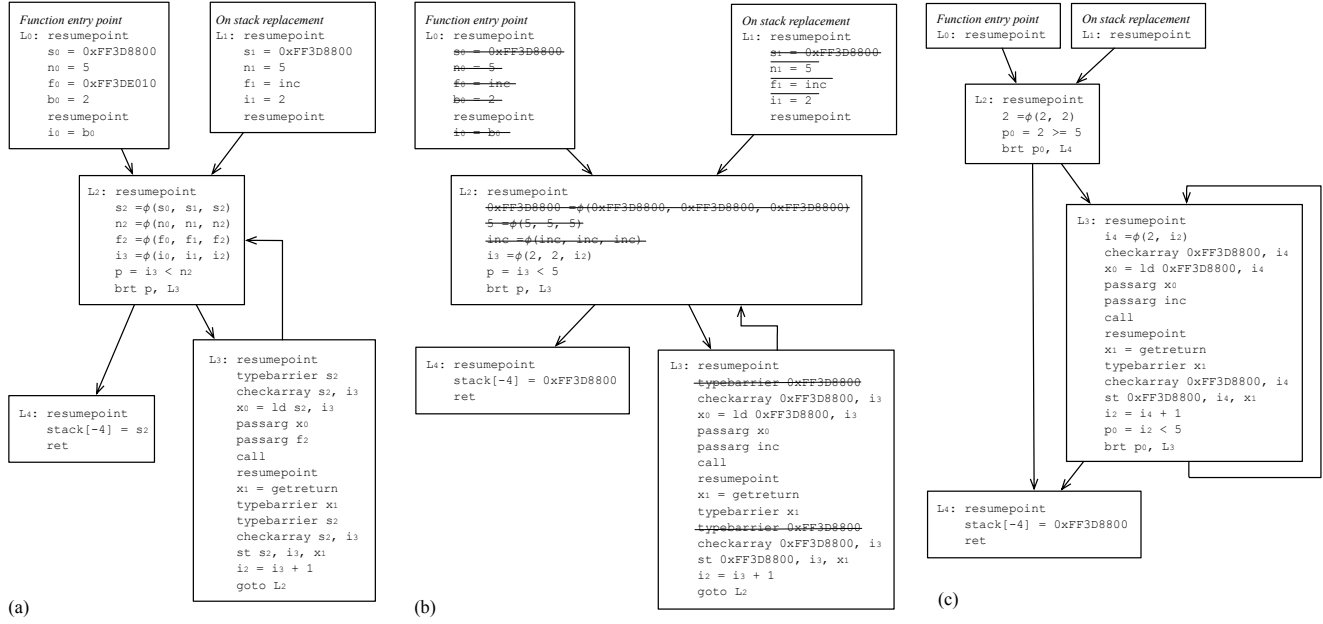 Function entry point
L0: resumepoint
s0 = 0xFF3D8800
n0 = 5
f0 = 0xFF3DE010
b0 = 2
resumepoint
i0 = b0
On stack replacement
L1: resumepoint
s1 = 0xFF3D8800
n1 = 5
f1 = inc
i1 = 2
resumepoint
L2: resumepoint
s2 =ϕ(s0, s1, s2)
n2 =ϕ(n0, n1, n2)
f2 =ϕ(f0, f1, f2)
i3 =ϕ(i0, i1, i2)
p = i3 < n2
brt p, L3
L3: resumepoint
typebarrier s2
checkarray s2, i3
x0 = ld s2, i3
passarg x0
passarg f2
call
resumepoint
x1 = getreturn
typebarrier x1
typebarrier s2
checkarray s2, i3
st s2, i3, x1
i2 = i3 + 1
goto L2
L4: resumepoint
stack[-4] = s2
ret
(a)
Function entry point
L0: resumepoint
s0 = 0xFF3D8800
n0 = 5
f0 = inc
b0 = 2
resumepoint
i0 = b0
On stack replacement
L1: resumepoint
s1 = 0xFF3D8800
n1 = 5
f1 = inc
i1 = 2
resumepoint
L2: resumepoint
0xFF3D8800 =ϕ(0xFF3D8800, 0xFF3D8800, 0xFF3D8800)
5 =ϕ(5, 5, 5)
inc =ϕ(inc, inc, inc)
i3 =ϕ(2, 2, i2)
p = i3 < 5
brt p, L3
L4: resumepoint
stack[-4] = 0xFF3D8800
ret
L3: resumepoint
typebarrier 0xFF3D8800
checkarray 0xFF3D8800, i3
x0 = ld 0xFF3D8800, i3
passarg x0
passarg inc
call
resumepoint
x1 = getreturn
typebarrier x1
typebarrier 0xFF3D8800
checkarray 0xFF3D8800, i3
st 0xFF3D8800, i3, x1
i2 = i3 + 1
goto L2
(b)
Function entry point
L0: resumepoint
On stack replacement
L1: resumepoint
L2: resumepoint
2 =ϕ(2, 2)
p0 = 2 >= 5
brt p0, L4
L3: resumepoint
i4 =ϕ(2, i2)
checkarray 0xFF3D8800, i4
x0 = ld 0xFF3D8800, i4
passarg x0
passarg inc
call
resumepoint
x1 = getreturn
typebarrier x1
checkarray 0xFF3D8800, i4
st 0xFF3D8800, i4, x1
i2 = i4 + 1
p0 = i2 < 5
brt p0, L3
L4: resumepoint
stack[-4] = 0xFF3D8800
ret
(c)